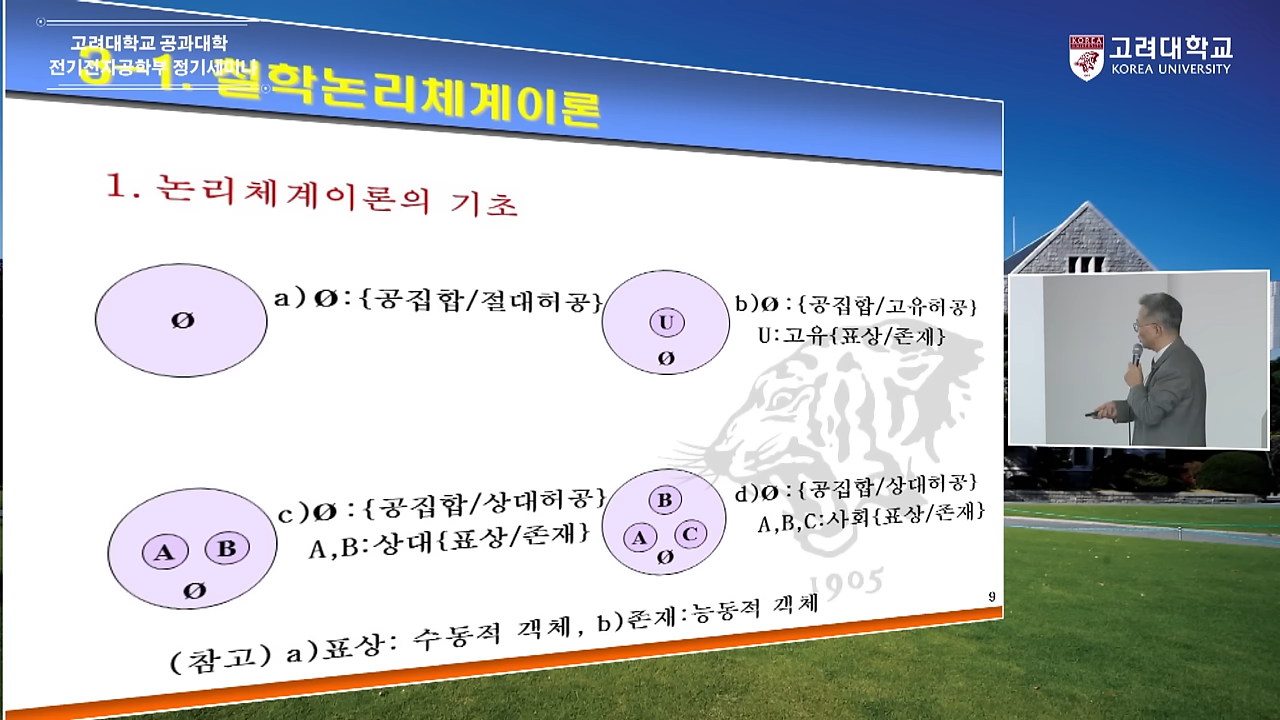 고려대학교 공과대학
전기전자공학부 정기세미나
3-1. 철학논리체계이론
고려대학교
KOREA UNIVERSITY
1. 논리체계이론의 기초
Ø
a)Ø:{공집합/절대허공}
U
Ø
b)Ø:{공집합/고유허공}
U:고유{표상/존재}
A B
Ø
c)Ø:{공집합/상대허공}
A,B:상대{표상/존재}
B
A C
Ø
d)Ø:{공집합/상대허공}
A,B,C:사회{표상/존재}
1905
9
(참고) a)표상: 수동적 객체, b)존재:능동적 객체